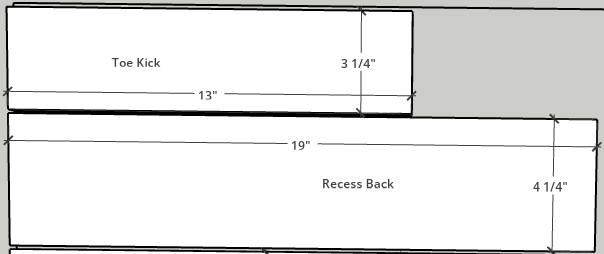 Toe Kick
3 1/4"
13"
19"
Recess Back
4 1/4"